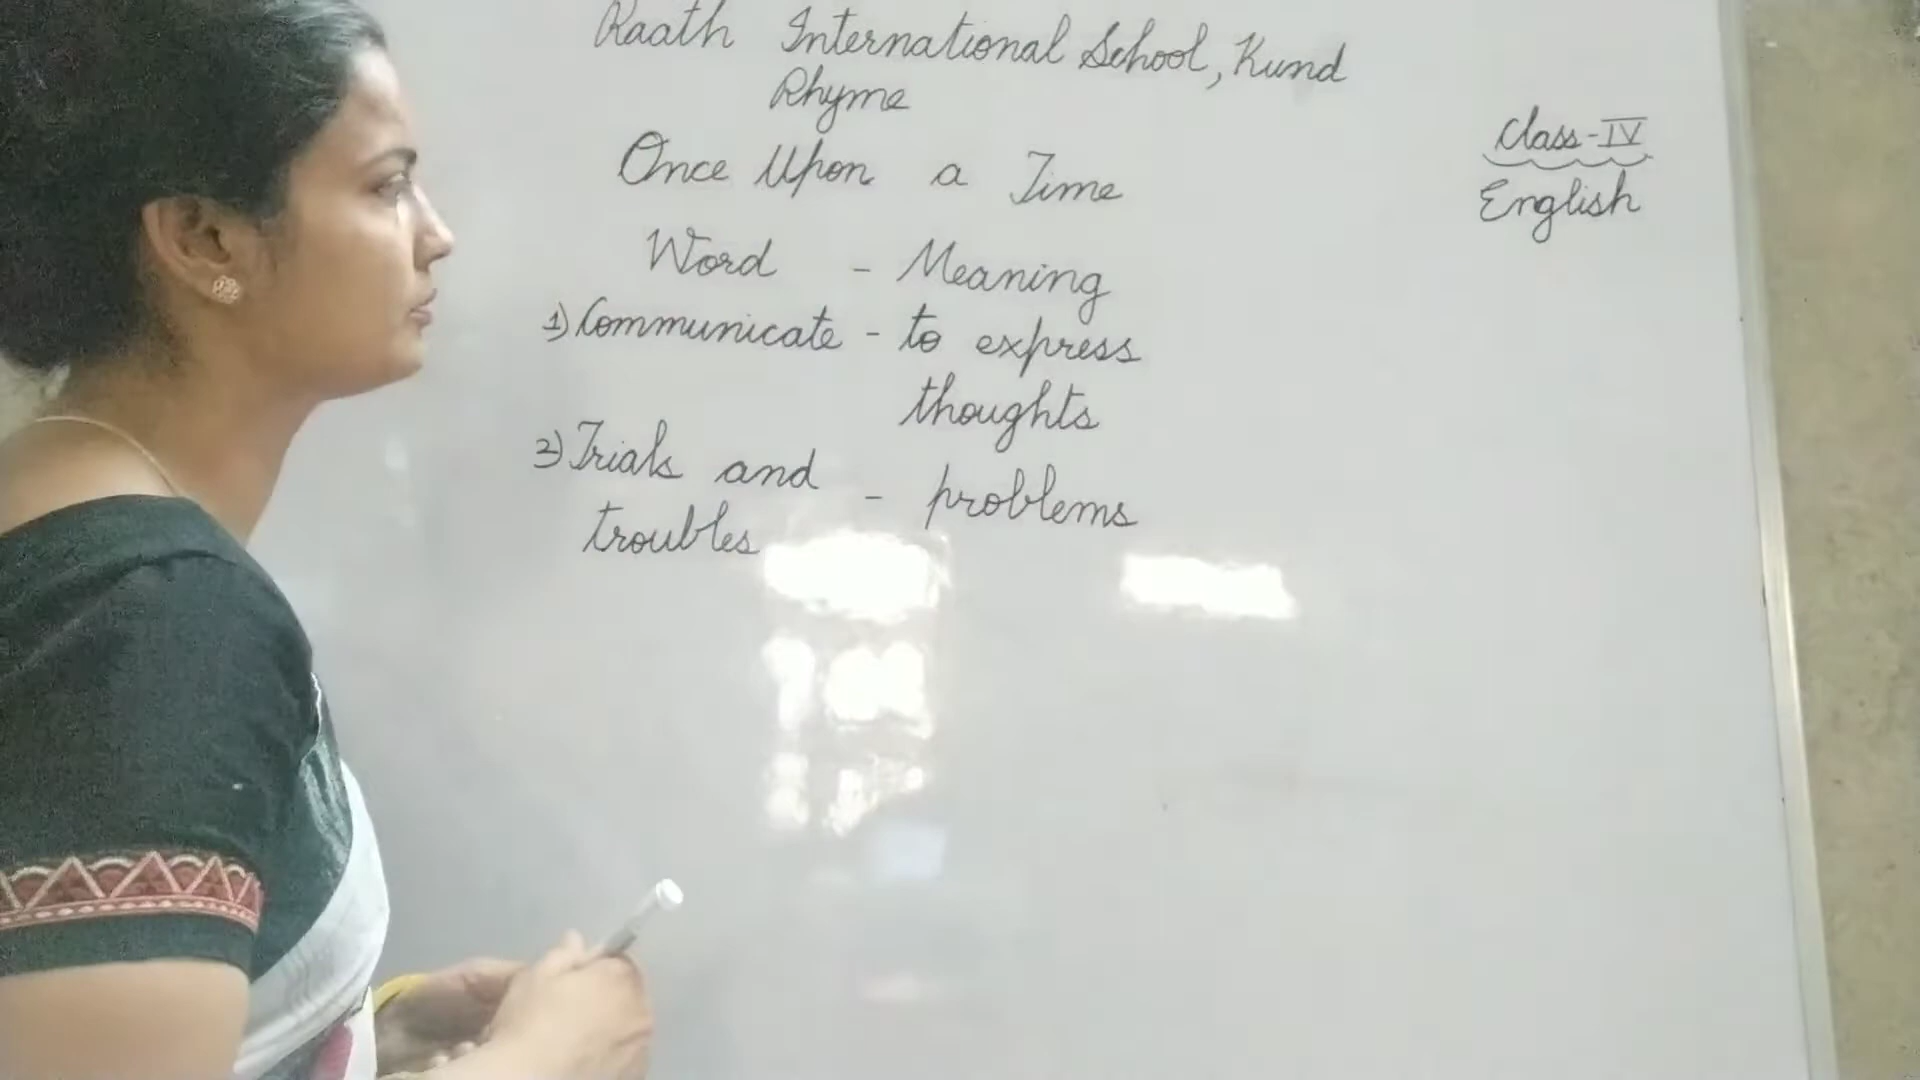 Raath International School, Kund
Rhyme
Class-IV
English
Once Upon a Time
Word - Meaning
1) Communicate - to express
thoughts
2) Trials and - problems
troubles